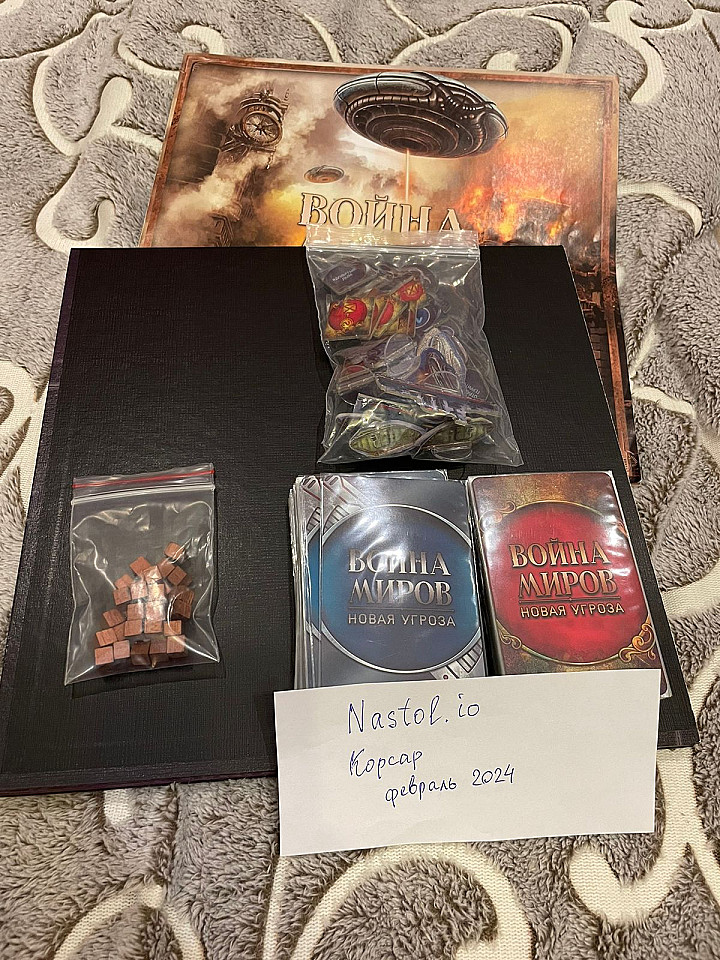 ВОЙНА
ВОЙНА
МИРОВ
НОВАЯ УГРОЗА
ВОЙНА
МИРОВ
НОВАЯ УГРОЗА
Nastol.io
Корсар
февраль 2024